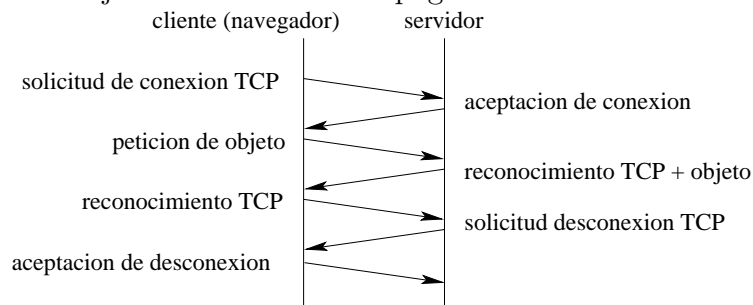 cliente (navegador) servidor
solicitud de conexion TCP
aceptacion de conexion
peticion de objeto
reconocimiento TCP + objeto
reconocimiento TCP
solicitud desconexion TCP
aceptacion de desconexion